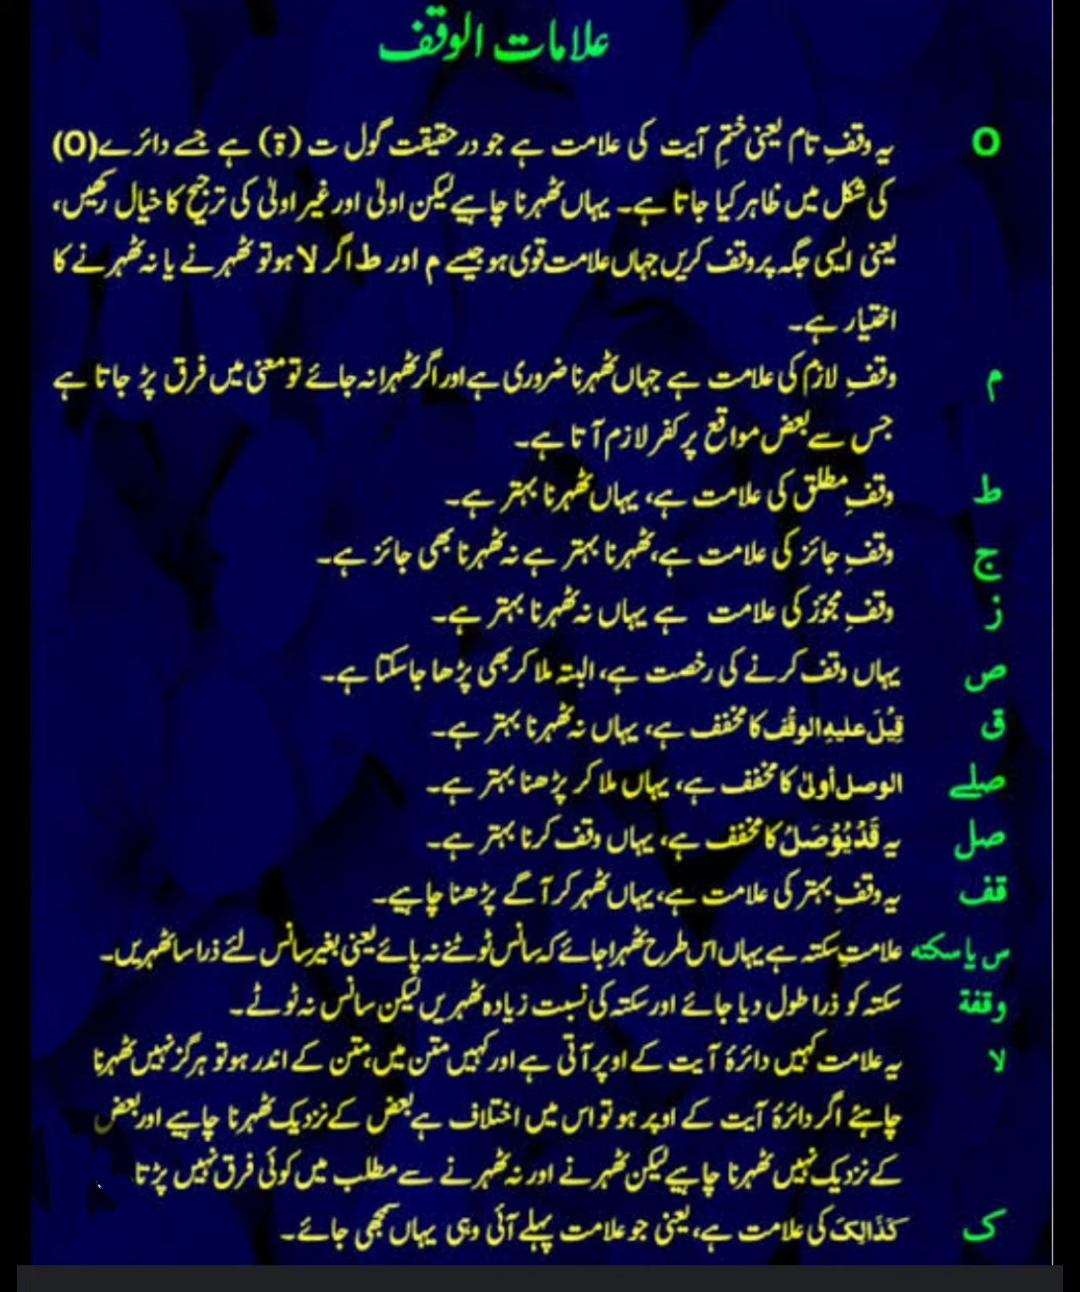 علامات الوقف
O یہ وقفِ تام یعنی ختمِ آیت کی علامت ہے جو درحقیقت گول ت (ۃ) ہے جسے دائرے (O)
کی شکل میں ظاہر کیا جاتا ہے۔ یہاں ٹھہرنا چاہیے لیکن اولیٰ اور غیر اولیٰ کی ترجیح کا خیال رکھیں،
یعنی ایسی جگہ پر وقف کریں جہاں علامت قوی ہو جیسے م اور ط اگر لا ہو تو ٹھہرنے یا نہ ٹھہرنے کا
اختیار ہے۔
م وقفِ لازم کی علامت ہے جہاں ٹھہرنا ضروری ہے اور اگر ٹھہرا نہ جائے تو معنی میں فرق پڑ جاتا ہے
جس سے بعض مواقع پر کفر لازم آتا ہے۔
ط وقفِ مطلق کی علامت ہے، یہاں ٹھہرنا بہتر ہے۔
ج وقفِ جائز کی علامت ہے، ٹھہرنا بہتر ہے نہ ٹھہرنا بھی جائز ہے۔
ز وقفِ مجوّز کی علامت ہے یہاں نہ ٹھہرنا بہتر ہے۔
ص یہاں وقف کرنے کی رخصت ہے، البتہ ملا کر بھی پڑھا جا سکتا ہے۔
ق قِیْلَ علیہِ الوقْف کا مخفف ہے، یہاں نہ ٹھہرنا بہتر ہے۔
صلے الوصل أولیٰ کا مخفف ہے، یہاں ملا کر پڑھنا بہتر ہے۔
صل یہ قَدْ یُوْصَلُ کا مخفف ہے، یہاں وقف کرنا بہتر ہے۔
قف یہ وقفِ بہتر کی علامت ہے، یہاں ٹھہر کر آگے پڑھنا چاہیے۔
س یا سکتہ علامتِ سکتہ ہے یہاں اس طرح ٹھہرا جائے کہ سانس ٹوٹنے نہ پائے یعنی بغیر سانس لئے ذرا سا ٹھہریں۔
وقفة سکتہ کو ذرا طول دیا جائے اور سکتہ کی نسبت زیادہ ٹھہریں لیکن سانس نہ ٹوٹے۔
لا یہ علامت کہیں دائرۂ آیت کے اوپر آتی ہے اور کہیں متن میں، متن کے اندر ہو تو ہرگز نہیں ٹھہرنا
چاہئے اگر دائرۂ آیت کے اوپر ہو تو اس میں اختلاف ہے بعض کے نزدیک ٹھہرنا چاہیے اور بعض
کے نزدیک نہیں ٹھہرنا چاہیے لیکن ٹھہرنے اور نہ ٹھہرنے سے مطلب میں کوئی فرق نہیں پڑتا
ک کَذَالِکَ کی علامت ہے، یعنی جو علامت پہلے آئی وہی یہاں سمجھی جائے۔